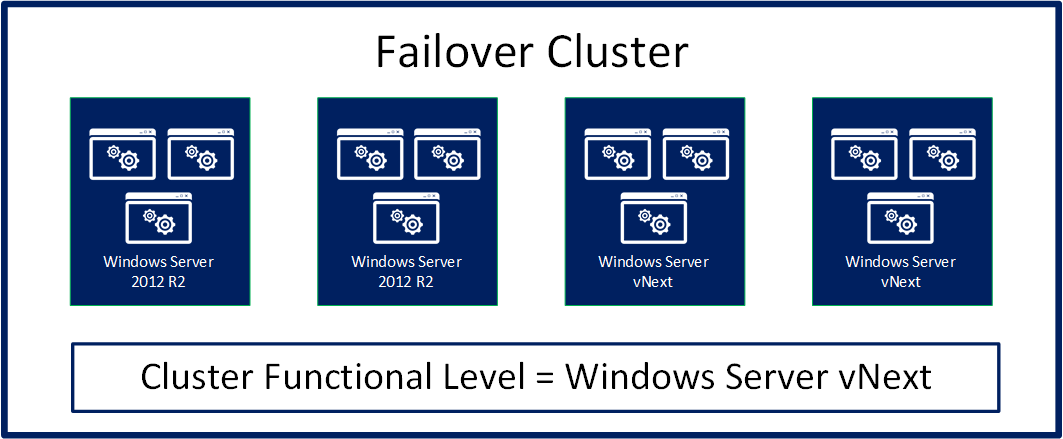 Failover Cluster
Windows Server
2012 R2
Windows Server
2012 R2
Windows Server
vNext
Windows Server
vNext
Cluster Functional Level = Windows Server vNext